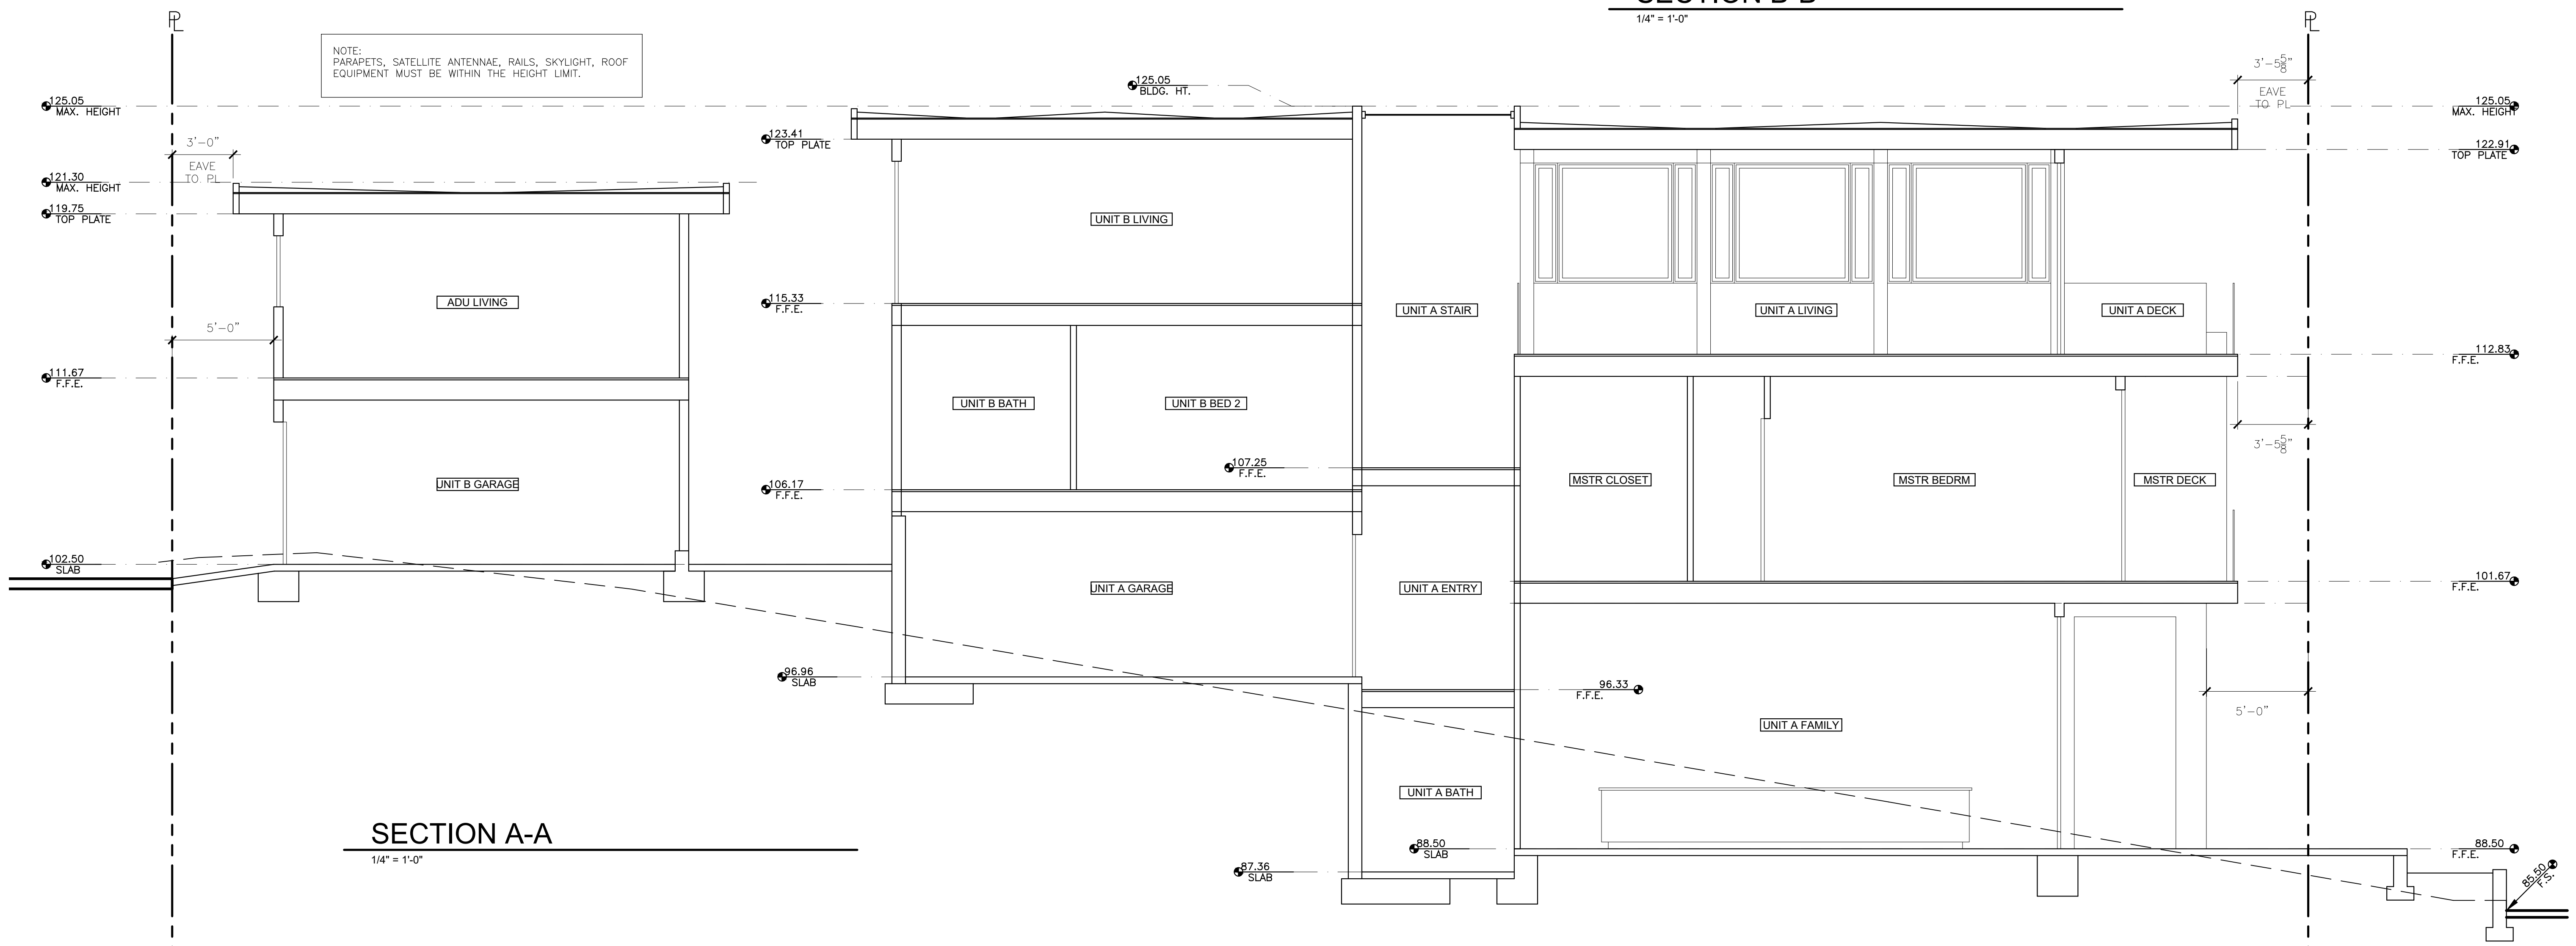 SECTION B-B
1/4" = 1'-0"
PL
PL
NOTE:
PARAPETS, SATELLITE ANTENNAE, RAILS, SKYLIGHT, ROOF
EQUIPMENT MUST BE WITHIN THE HEIGHT LIMIT.
125.05
MAX. HEIGHT
3'-0"
EAVE
TO PL
121.30
MAX. HEIGHT
119.75
TOP PLATE
5'-0"
111.67
F.F.E.
102.50
SLAB
ADU LIVING
UNIT B GARAGE
125.05
BLDG. HT.
123.41
TOP PLATE
115.33
F.F.E.
106.17
F.F.E.
96.96
SLAB
UNIT B LIVING
UNIT B BATH
UNIT B BED 2
107.25
F.F.E.
UNIT A GARAGE
UNIT A STAIR
UNIT A ENTRY
96.33
F.F.E.
UNIT A BATH
88.50
SLAB
87.36
SLAB
UNIT A LIVING
UNIT A DECK
MSTR CLOSET
MSTR BEDRM
MSTR DECK
UNIT A FAMILY
3'-5 5/8"
EAVE
TO PL
125.05
MAX. HEIGHT
122.91
TOP PLATE
112.83
F.F.E.
3'-5 5/8"
101.67
F.F.E.
5'-0"
88.50
F.F.E.
85.50
F.S.
SECTION A-A
1/4" = 1'-0"